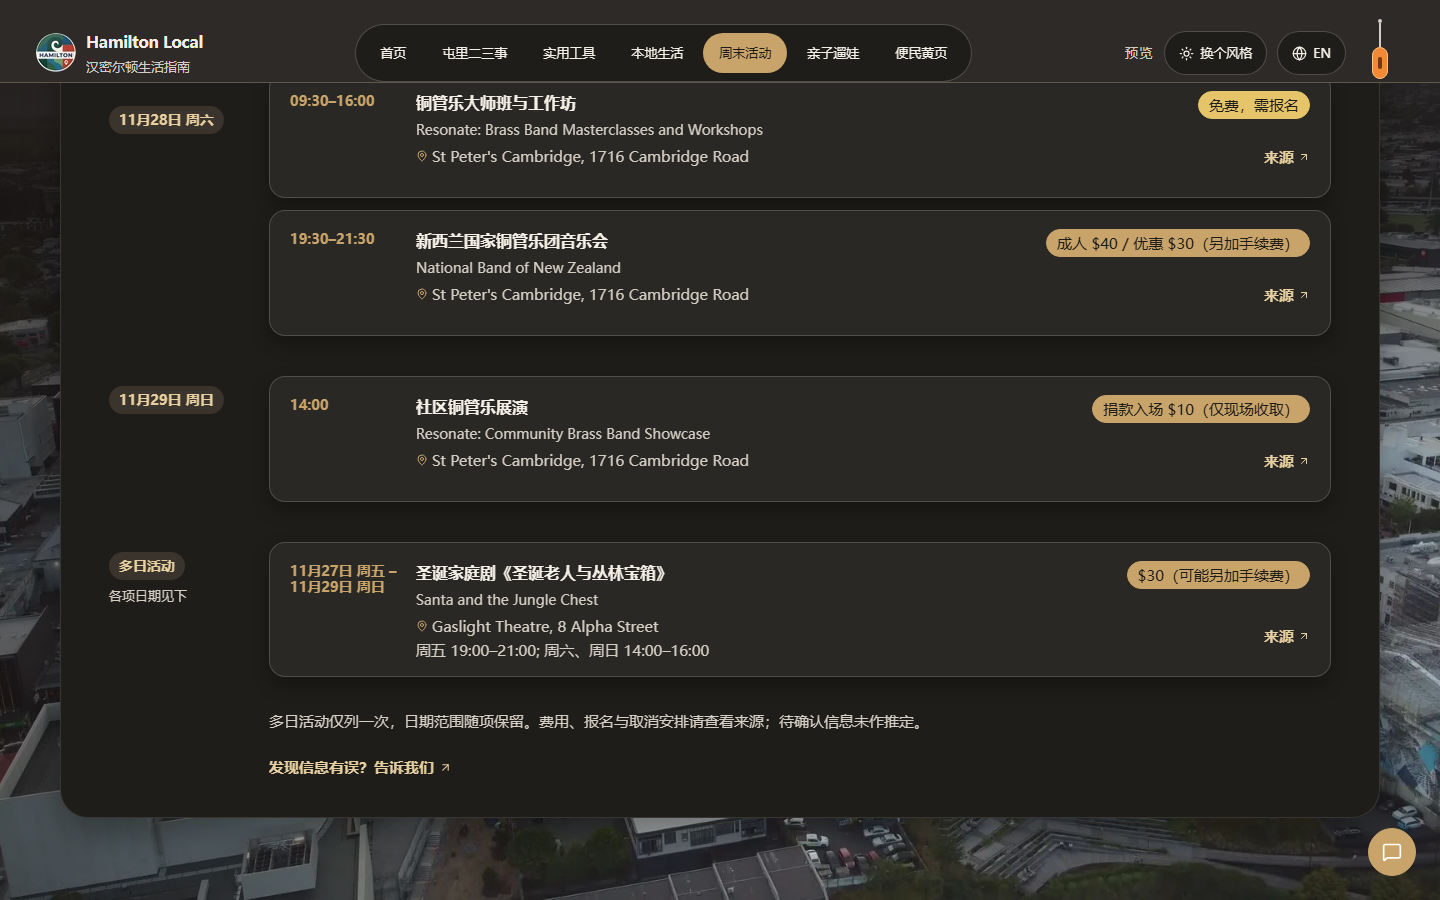 Hamilton Local
汉密尔顿生活指南
首页
屯里二三事
实用工具
本地生活
周末活动
亲子遛娃
便民黄页
预览
换个风格
EN
HAMILTON
11月28日 周六
09:30–16:00
铜管乐大师班与工作坊
免费，需报名
Resonate: Brass Band Masterclasses and Workshops
St Peter's Cambridge, 1716 Cambridge Road
来源
19:30–21:30
新西兰国家铜管乐团音乐会
成人 $40 / 优惠 $30（另加手续费）
National Band of New Zealand
St Peter's Cambridge, 1716 Cambridge Road
来源
11月29日 周日
14:00
社区铜管乐展演
捐款入场 $10（仅现场收取）
Resonate: Community Brass Band Showcase
St Peter's Cambridge, 1716 Cambridge Road
来源
多日活动
各项日期见下
11月27日 周五 –
11月29日 周日
圣诞家庭剧《圣诞老人与丛林宝箱》
$30（可能另加手续费）
Santa and the Jungle Chest
Gaslight Theatre, 8 Alpha Street
周五 19:00–21:00; 周六、周日 14:00–16:00
来源
多日活动仅列一次，日期范围随项保留。费用、报名与取消安排请查看来源；待确认信息未作推定。
发现信息有误？告诉我们